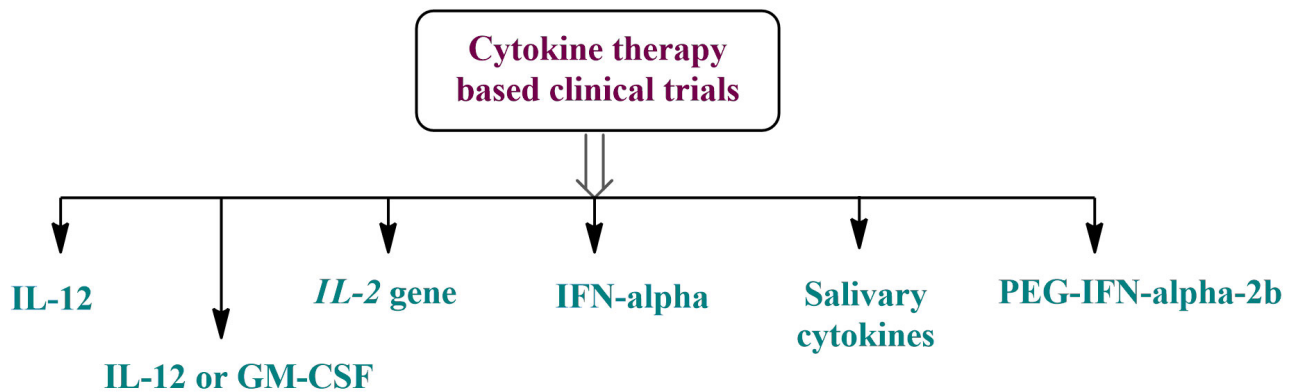 Cytokine therapy
based clinical trials
IL-12
IL-12 or GM-CSF
IL-2 gene
IFN-alpha
Salivary
cytokines
PEG-IFN-alpha-2b